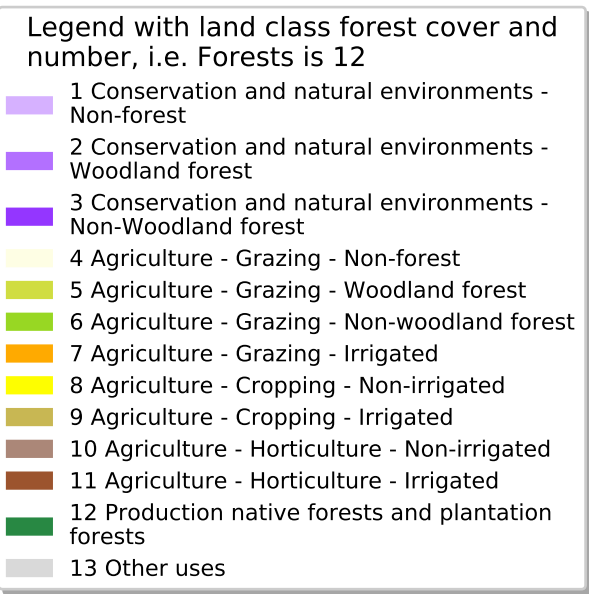 Legend with land class forest cover and
number, i.e. Forests is 12
1 Conservation and natural environments -
Non-forest
2 Conservation and natural environments -
Woodland forest
3 Conservation and natural environments -
Non-Woodland forest
4 Agriculture - Grazing - Non-forest
5 Agriculture - Grazing - Woodland forest
6 Agriculture - Grazing - Non-woodland forest
7 Agriculture - Grazing - Irrigated
8 Agriculture - Cropping - Non-irrigated
9 Agriculture - Cropping - Irrigated
10 Agriculture - Horticulture - Non-irrigated
11 Agriculture - Horticulture - Irrigated
12 Production native forests and plantation
forests
13 Other uses